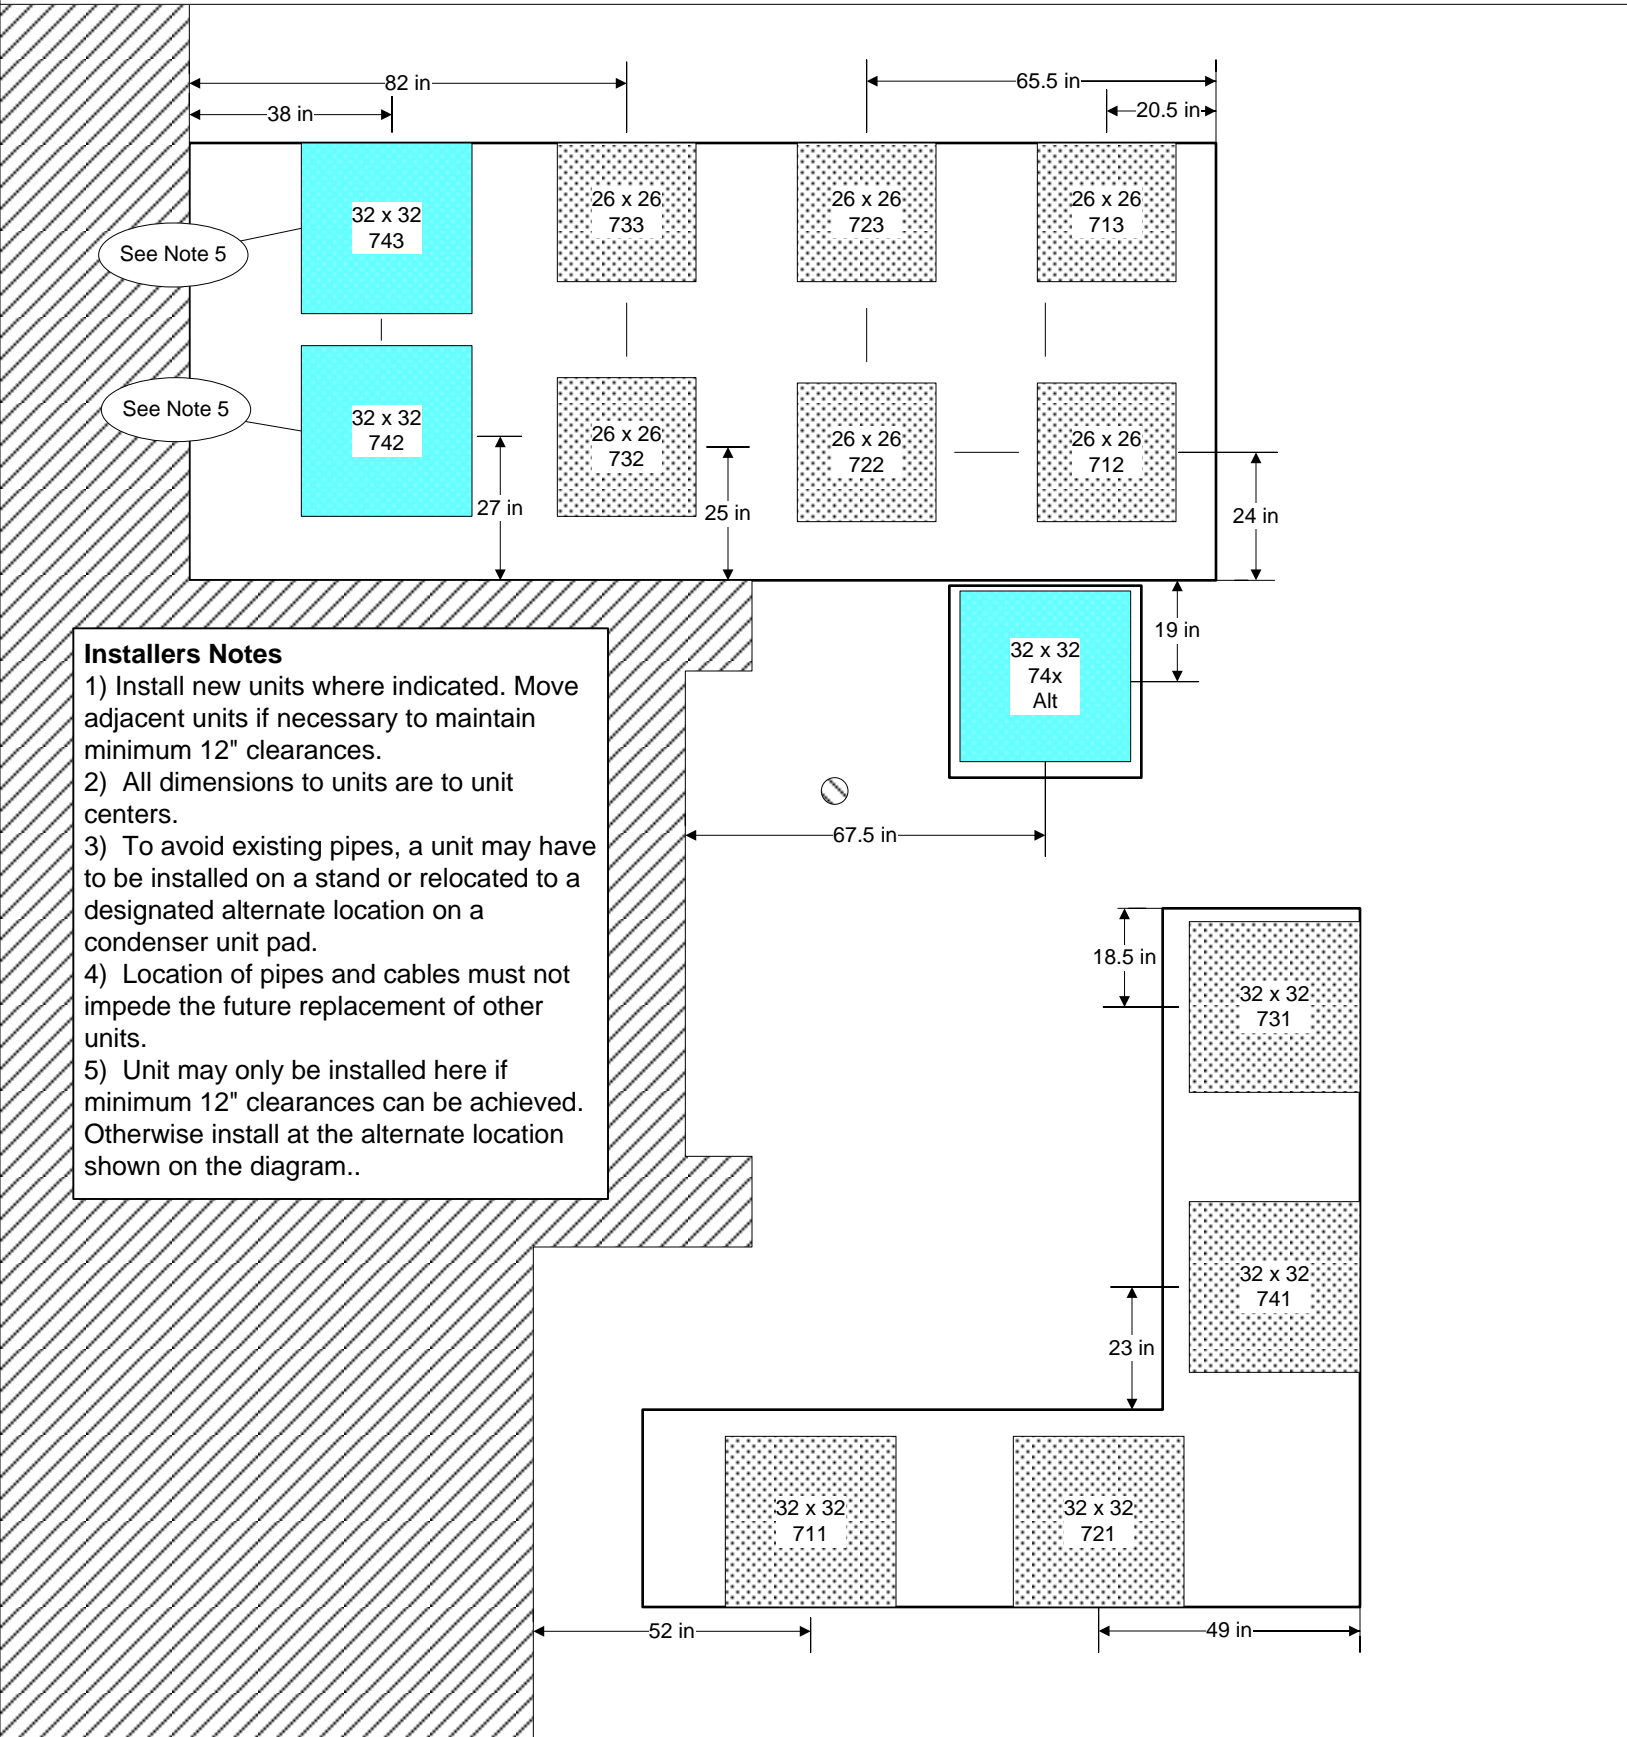 82 in
65.5 in
38 in
20.5 in
32 x 32
743
26 x 26
733
26 x 26
723
26 x 26
713
See Note 5
See Note 5
32 x 32
742
26 x 26
732
26 x 26
722
26 x 26
712
27 in
25 in
24 in
19 in
32 x 32
74x
Alt
67.5 in
Installers Notes
1) Install new units where indicated. Move
adjacent units if necessary to maintain
minimum 12" clearances.
2)  All dimensions to units are to unit
centers.
3)  To avoid existing pipes, a unit may have
to be installed on a stand or relocated to a
designated alternate location on a
condenser unit pad.
4)  Location of pipes and cables must not
impede the future replacement of other
units.
5)  Unit may only be installed here if
minimum 12" clearances can be achieved.
Otherwise install at the alternate location
shown on the diagram..
18.5 in
32 x 32
731
32 x 32
741
23 in
32 x 32
711
32 x 32
721
52 in
49 in